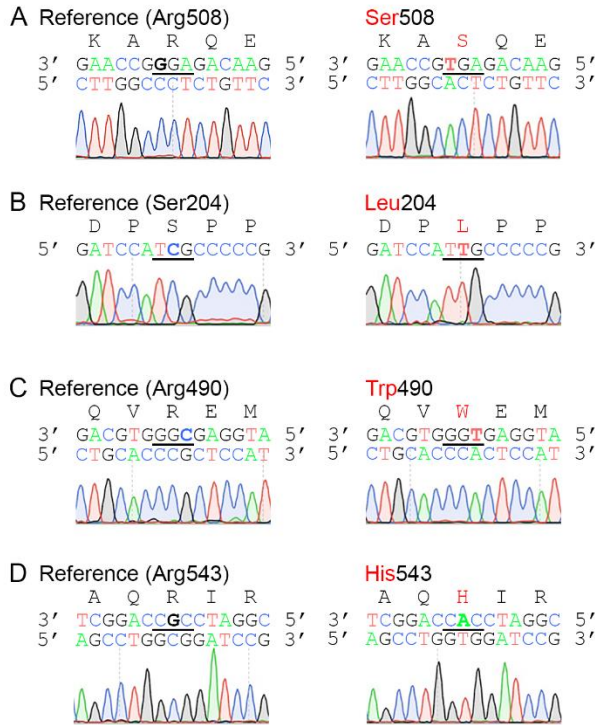 A Reference (Arg508)
K A R Q E
3′ GAACCGGGAGACAAG 5′
5′ CTTGGCCCTCTGTTC 3′
Ser508
K A S Q E
3′ GAACCGTGAGACAAG 5′
5′ CTTGGCACTCTGTTC 3′
B Reference (Ser204)
D P S P P
5′ GATCCATCGCCCCCG 3′
Leu204
D P L P P
5′ GATCCATTGCCCCCG 3′
C Reference (Arg490)
Q V R E M
3′ GACGTGGGCGAGGTA 5′
5′ CTGCACCCGCTCCAT 3′
Trp490
Q V W E M
3′ GACGTGGGTGAGGTA 5′
5′ CTGCACCCACTCCAT 3′
D Reference (Arg543)
A Q R I R
3′ TCGGACCGCCTAGGC 5′
5′ AGCCTGGCGGATCCG 3′
His543
A Q H I R
3′ TCGGACCACCTAGGC 5′
5′ AGCCTGGTGGATCCG 3′